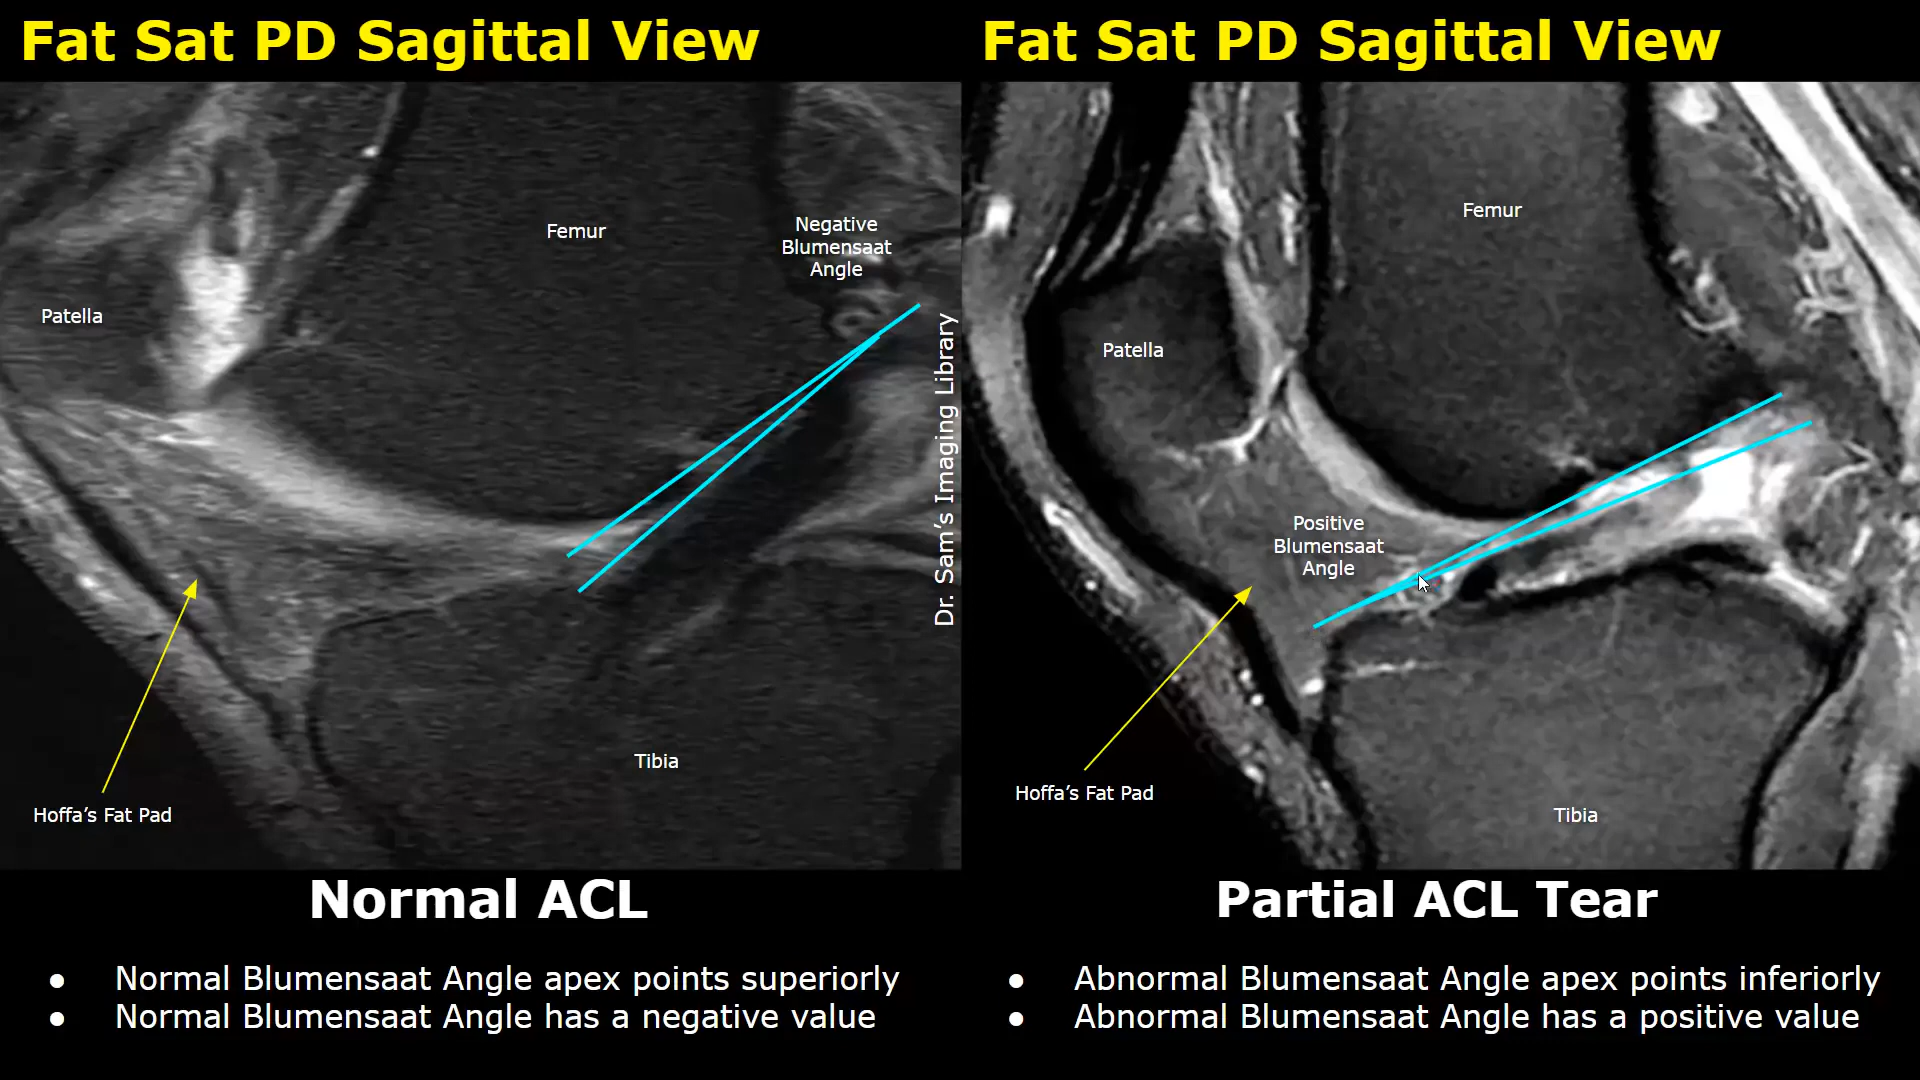 Fat Sat PD Sagittal View
Femur
Negative
Blumensaat
Angle
Patella
Dr. Sam's Imaging Library
Tibia
Hoffa's Fat Pad
Normal ACL
● Normal Blumensaat Angle apex points superiorly
● Normal Blumensaat Angle has a negative value
Fat Sat PD Sagittal View
Femur
Patella
Positive
Blumensaat
Angle
Hoffa's Fat Pad
Tibia
Partial ACL Tear
● Abnormal Blumensaat Angle apex points inferiorly
● Abnormal Blumensaat Angle has a positive value